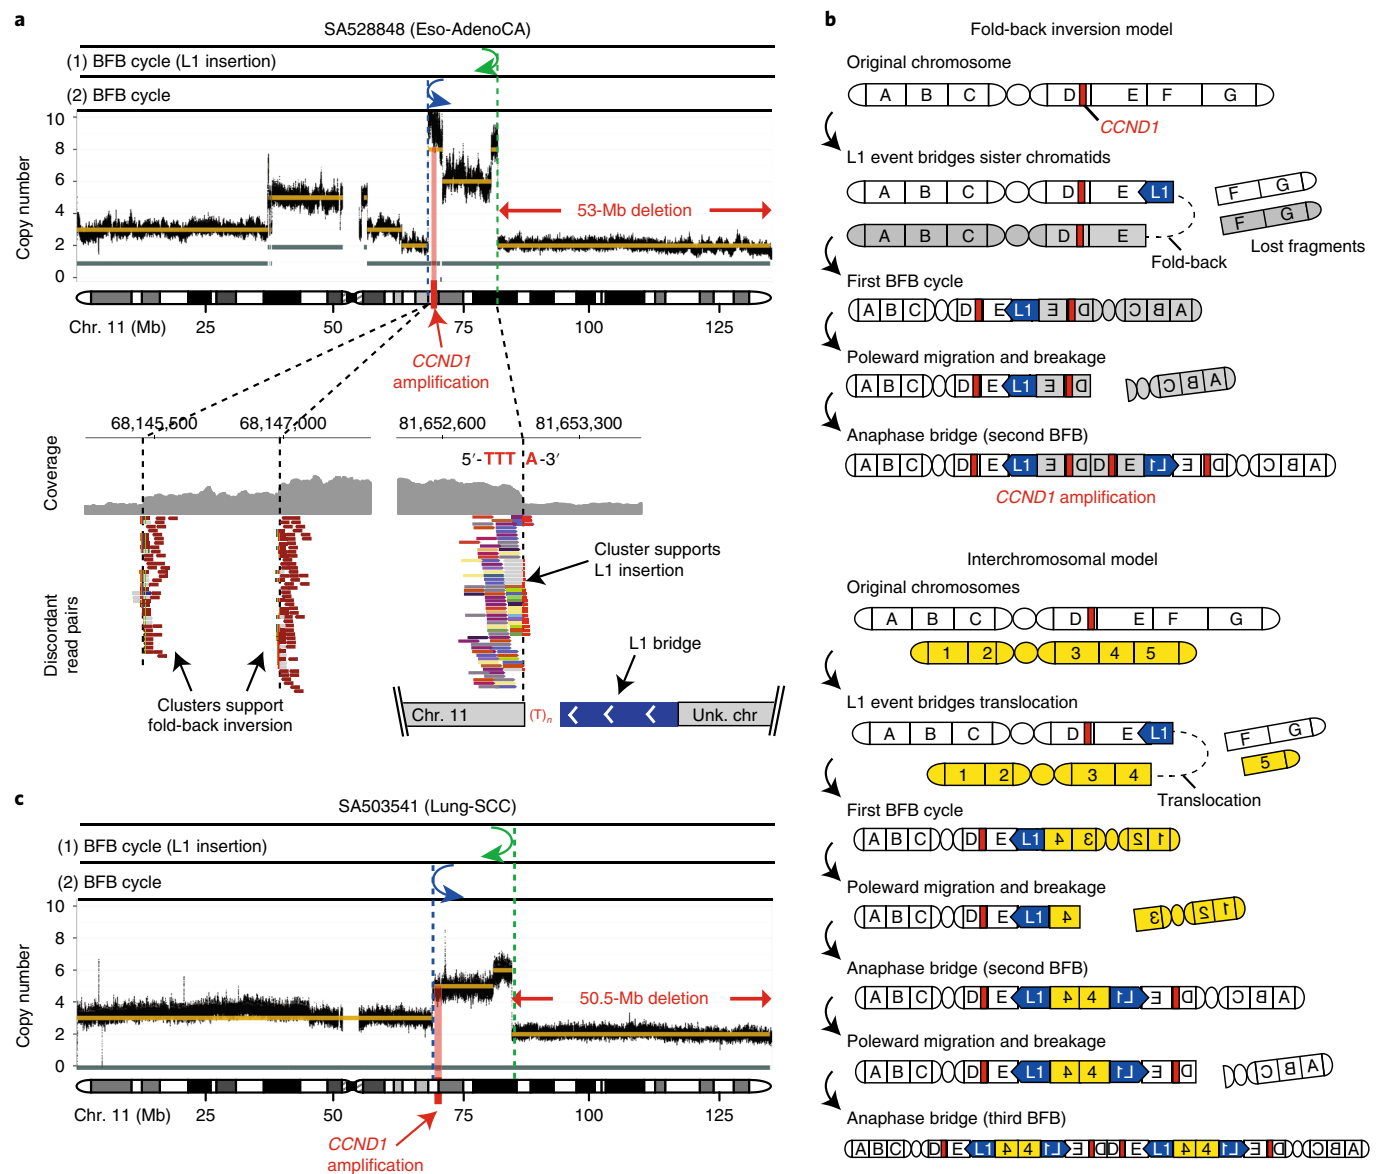 a
SA528848 (Eso-AdenoCA)
(1) BFB cycle (L1 insertion)
(2) BFB cycle
Copy number
10
8
6
4
2
0
53-Mb deletion
Chr. 11 (Mb)
25
50
75
100
125
CCND1
amplification
68,145,500
68,147,000
81,652,600
81,653,300
5′-TTT A-3′
Coverage
Discordant
read pairs
Cluster supports
L1 insertion
Clusters support
fold-back inversion
L1 bridge
Chr. 11
(T)n
Unk. chr
c
SA503541 (Lung-SCC)
(1) BFB cycle (L1 insertion)
(2) BFB cycle
Copy number
10
8
6
4
2
0
50.5-Mb deletion
Chr. 11 (Mb)
25
50
75
100
125
CCND1
amplification
b
Fold-back inversion model
Original chromosome
A B C D E F G
CCND1
L1 event bridges sister chromatids
A B C D E L1
F G
A B C D E
F G
Fold-back
Lost fragments
First BFB cycle
A B C D E L1 E D C B A
Poleward migration and breakage
A B C D E L1 E D
C B A
Anaphase bridge (second BFB)
A B C D E L1 E D D E L1 E D C B A
CCND1 amplification
Interchromosomal model
Original chromosomes
A B C D E F G
1 2 3 4 5
L1 event bridges translocation
A B C D E L1
F G
1 2 3 4
5
Translocation
First BFB cycle
A B C D E L1 4 3 2 1
Poleward migration and breakage
A B C D E L1 4
3 2 1
Anaphase bridge (second BFB)
A B C D E L1 4 4 L1 E D C B A
Poleward migration and breakage
A B C D E L1 4 4 L1 E D
C B A
Anaphase bridge (third BFB)
A B C D E L1 4 4 L1 E D D E L1 4 4 L1 E D C B A